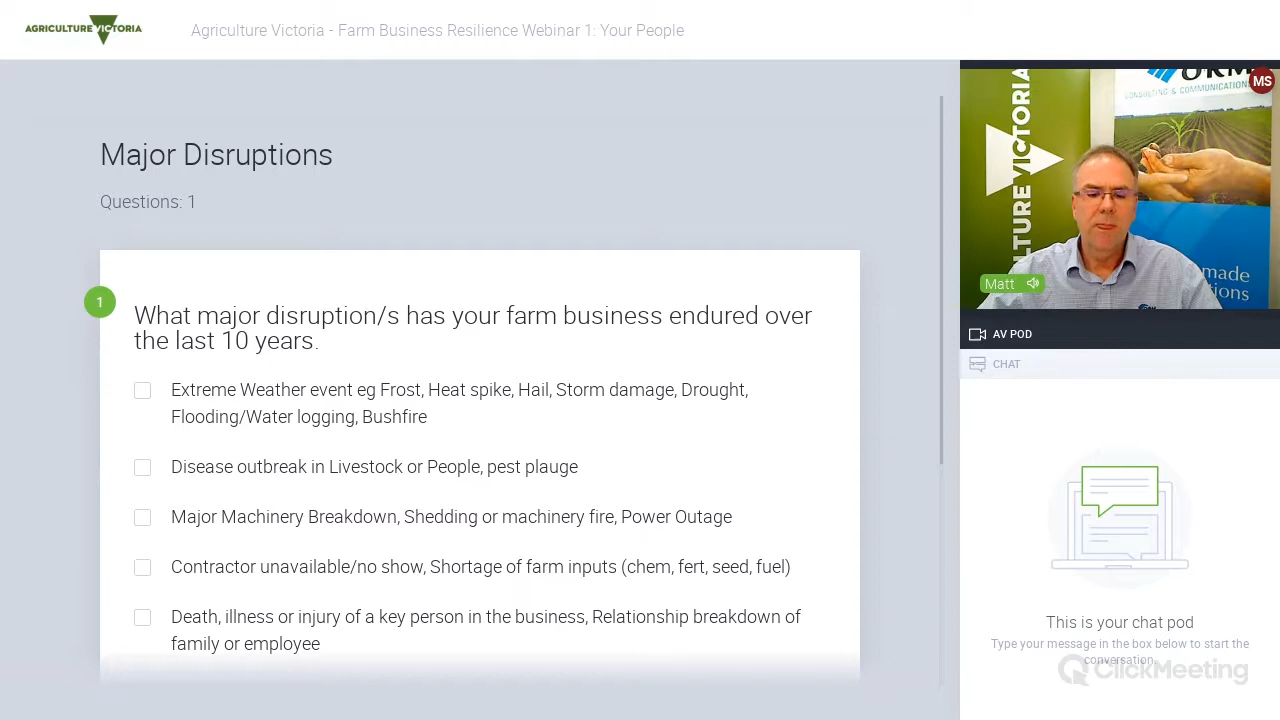 AGRICULTURE VICTORIA
Agriculture Victoria - Farm Business Resilience Webinar 1: Your People
Major Disruptions
Questions: 1
1
What major disruption/s has your farm business endured over
the last 10 years.
Extreme Weather event eg Frost, Heat spike, Hail, Storm damage, Drought,
Flooding/Water logging, Bushfire
Disease outbreak in Livestock or People, pest plauge
Major Machinery Breakdown, Shedding or machinery fire, Power Outage
Contractor unavailable/no show, Shortage of farm inputs (chem, fert, seed, fuel)
Death, illness or injury of a key person in the business, Relationship breakdown of
family or employee
MS
CONSULTING & COMMUNICATIONS
LTURE VICTORIA
made
Matt
AV POD
CHAT
This is your chat pod
Type your message in the box below to start the
conversation.
ClickMeeting